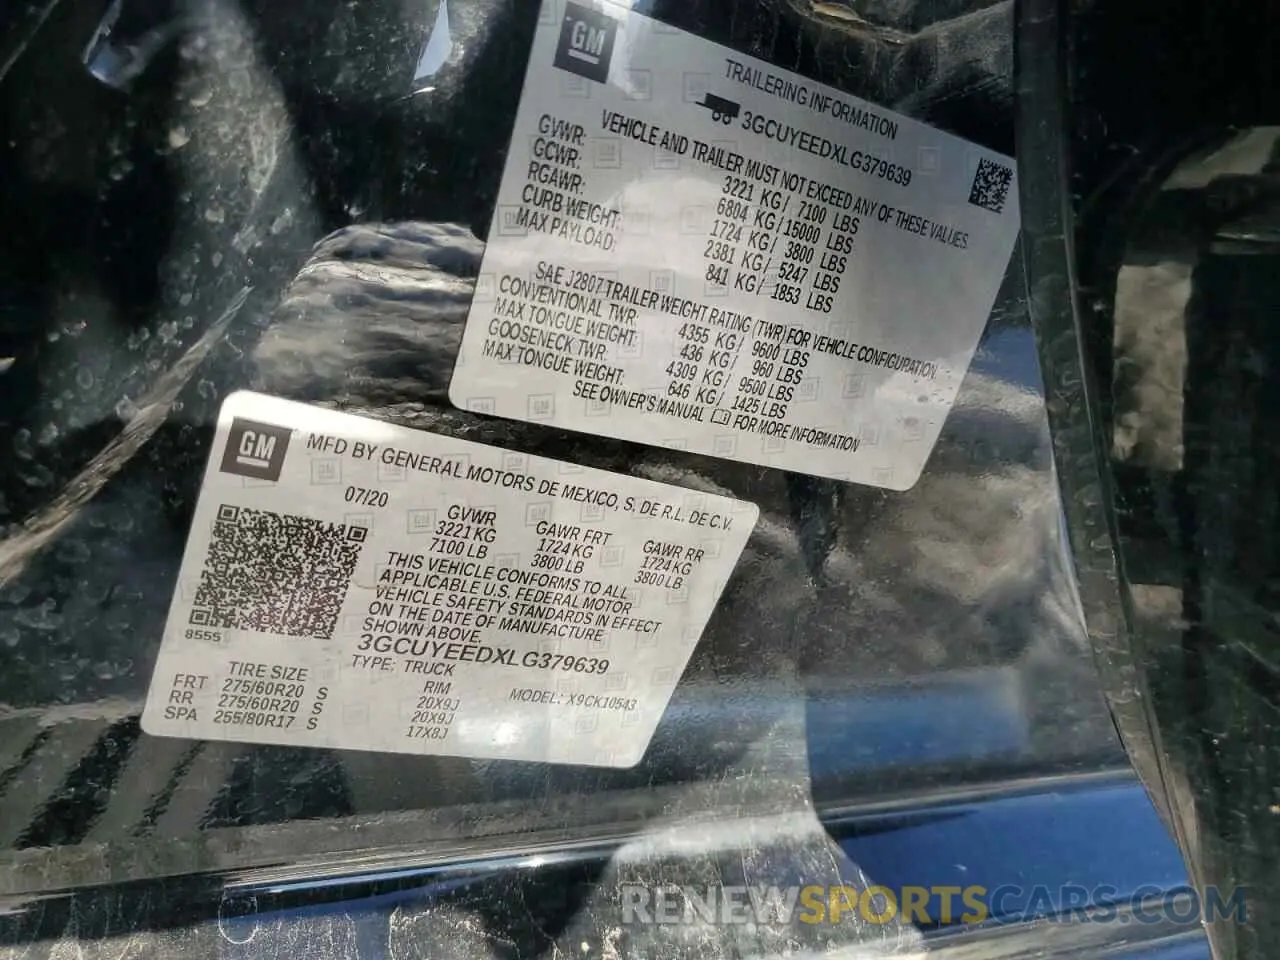 GM
TRAILERING INFORMATION
3GCUYEEDXLG379639
VEHICLE AND TRAILER MUST NOT EXCEED ANY OF THESE VALUES.
GVWR: 3221 KG/ 7100 LBS
GCWR: 6804 KG/15000 LBS
RGAWR: 1724 KG/ 3800 LBS
CURB WEIGHT: 2381 KG/ 5247 LBS
MAX PAYLOAD: 841 KG/ 1853 LBS
SAE J2807 TRAILER WEIGHT RATING (TWR) FOR VEHICLE CONFIGURATION.
CONVENTIONAL TWR: 4355 KG/ 9600 LBS
MAX TONGUE WEIGHT: 436 KG/ 960 LBS
GOOSENECK TWR: 4309 KG/ 9500 LBS
MAX TONGUE WEIGHT: 646 KG/ 1425 LBS
SEE OWNER'S MANUAL FOR MORE INFORMATION
GM
MFD BY GENERAL MOTORS DE MEXICO, S. DE R.L. DE C.V.
07/20
GVWR GAWR FRT GAWR RR
3221 KG 1724 KG 1724 KG
7100 LB 3800 LB 3800 LB
THIS VEHICLE CONFORMS TO ALL
APPLICABLE U.S. FEDERAL MOTOR
VEHICLE SAFETY STANDARDS IN EFFECT
ON THE DATE OF MANUFACTURE
SHOWN ABOVE.
8555
3GCUYEEDXLG379639
TYPE: TRUCK
MODEL: X9CK10543
TIRE SIZE RIM
FRT 275/60R20 S 20X9J
RR 275/60R20 S 20X9J
SPA 255/80R17 S 17X8J
RENEWSPORTSCARS.COM